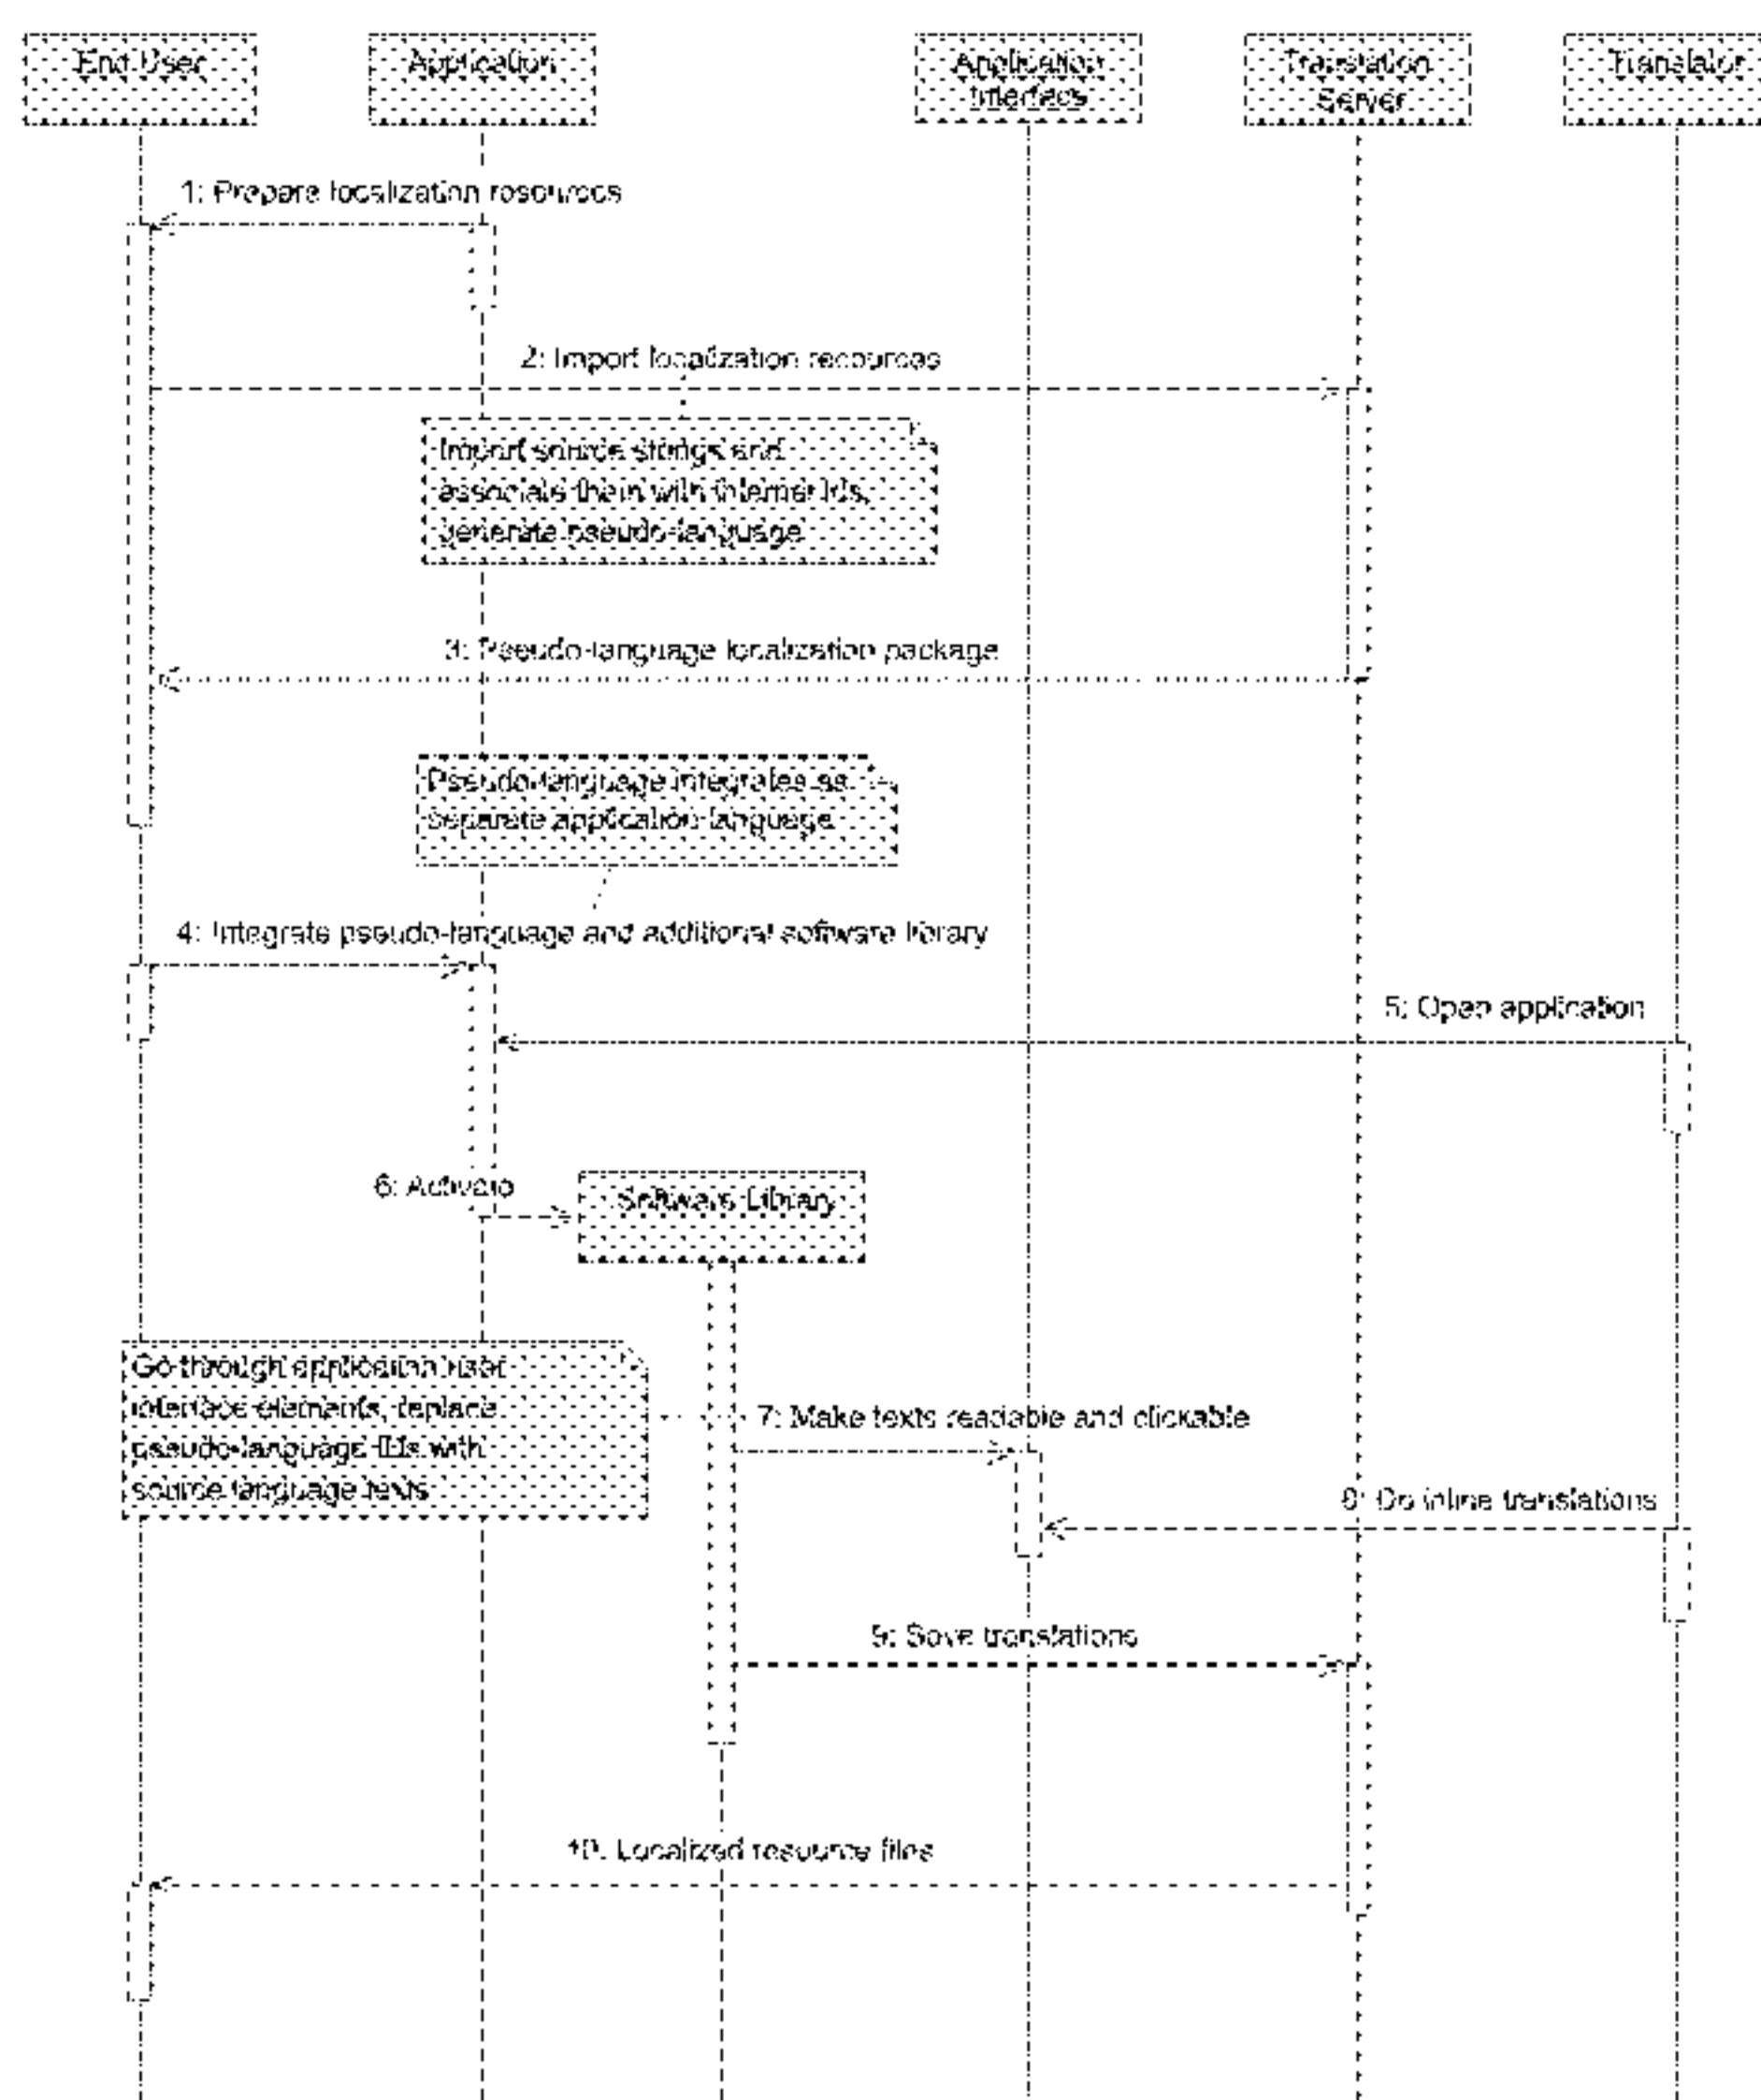 End User
Application
Application
Interface
Translation
Server
Translator
1: Prepare localization resources
2: Import localization resources
Import source strings and
associate them with internal IDs,
generate pseudo-language
3: Pseudo-language localization package
Pseudo-language integrates as
separate application language
4: Integrate pseudo-language and additional software library
5: Open application
6: Activate
Software Library
Go through application user
interface elements, replace
pseudo-language IDs with
source language texts
7: Make texts readable and clickable
8: Do inline translations
9: Save translations
10: Localized resource files